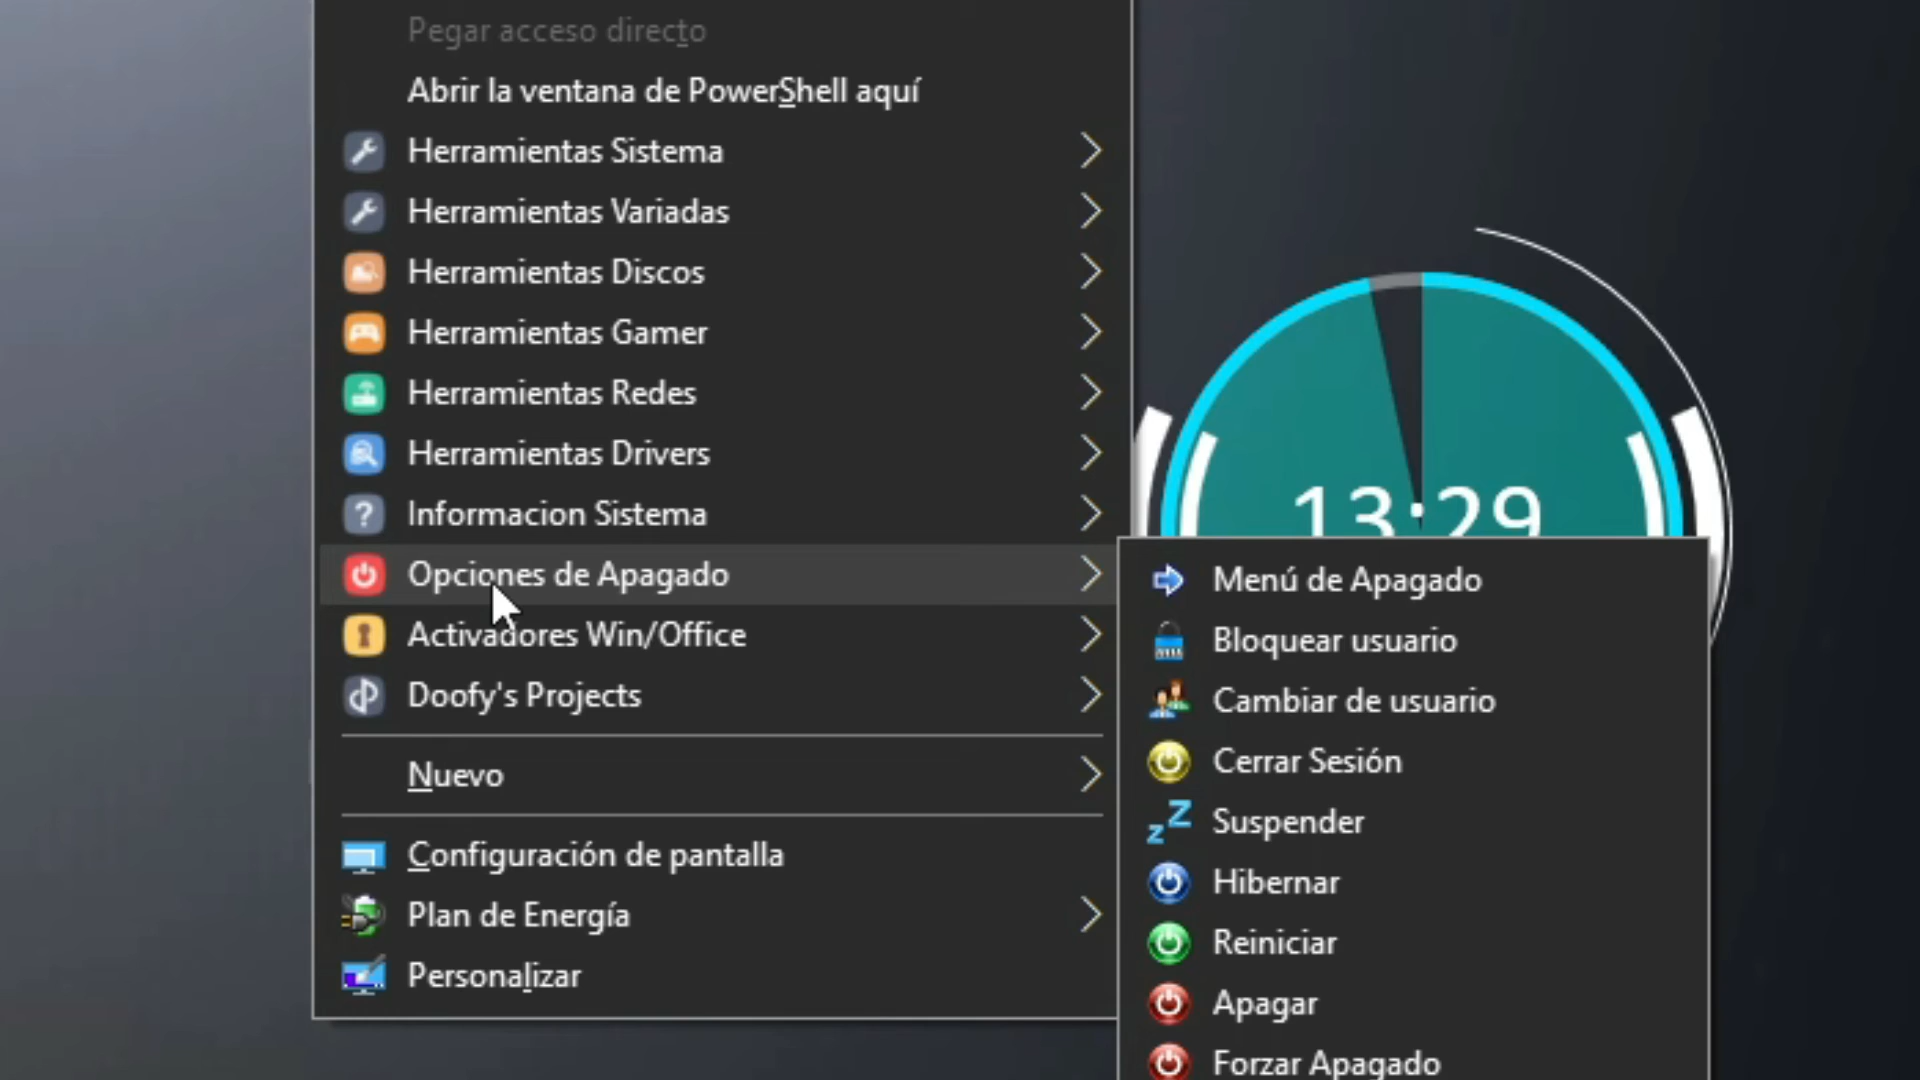 Pegar acceso directo
Abrir la ventana de PowerShell aquí
Herramientas Sistema
Herramientas Variadas
Herramientas Discos
Herramientas Gamer
Herramientas Redes
Herramientas Drivers
Informacion Sistema
Opciones de Apagado
Activadores Win/Office
Doofy's Projects
Nuevo
Configuración de pantalla
Plan de Energía
Personalizar
13:29
Menú de Apagado
Bloquear usuario
Cambiar de usuario
Cerrar Sesión
Suspender
Hibernar
Reiniciar
Apagar
Forzar Apagado